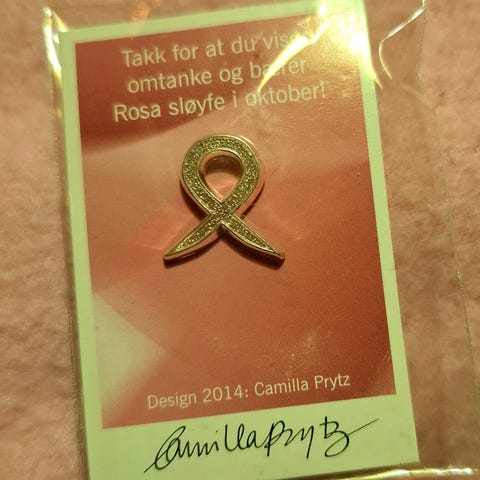 Takk for at du viser
omtanke og bærer
Rosa sløyfe i oktober!
Design 2014: Camilla Prytz
Camilla Prytz